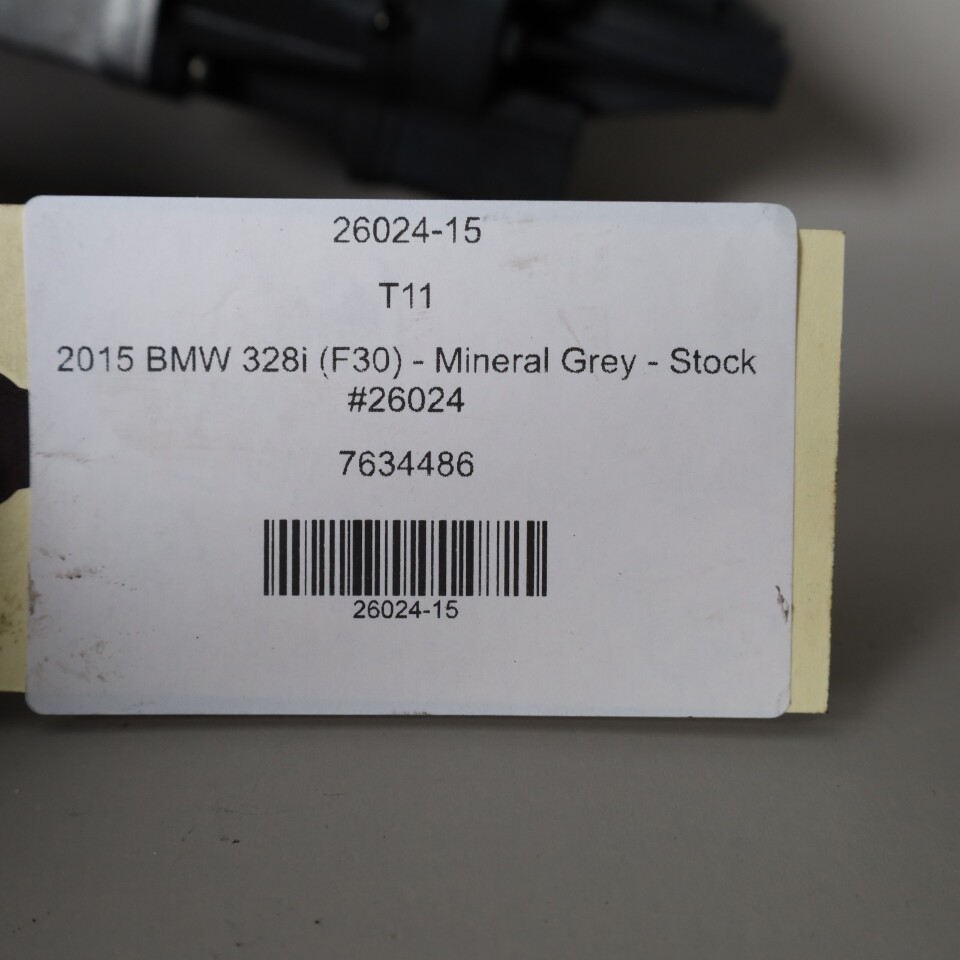 26024-15
T11
2015 BMW 328i (F30) - Mineral Grey - Stock
#26024
7634486
26024-15